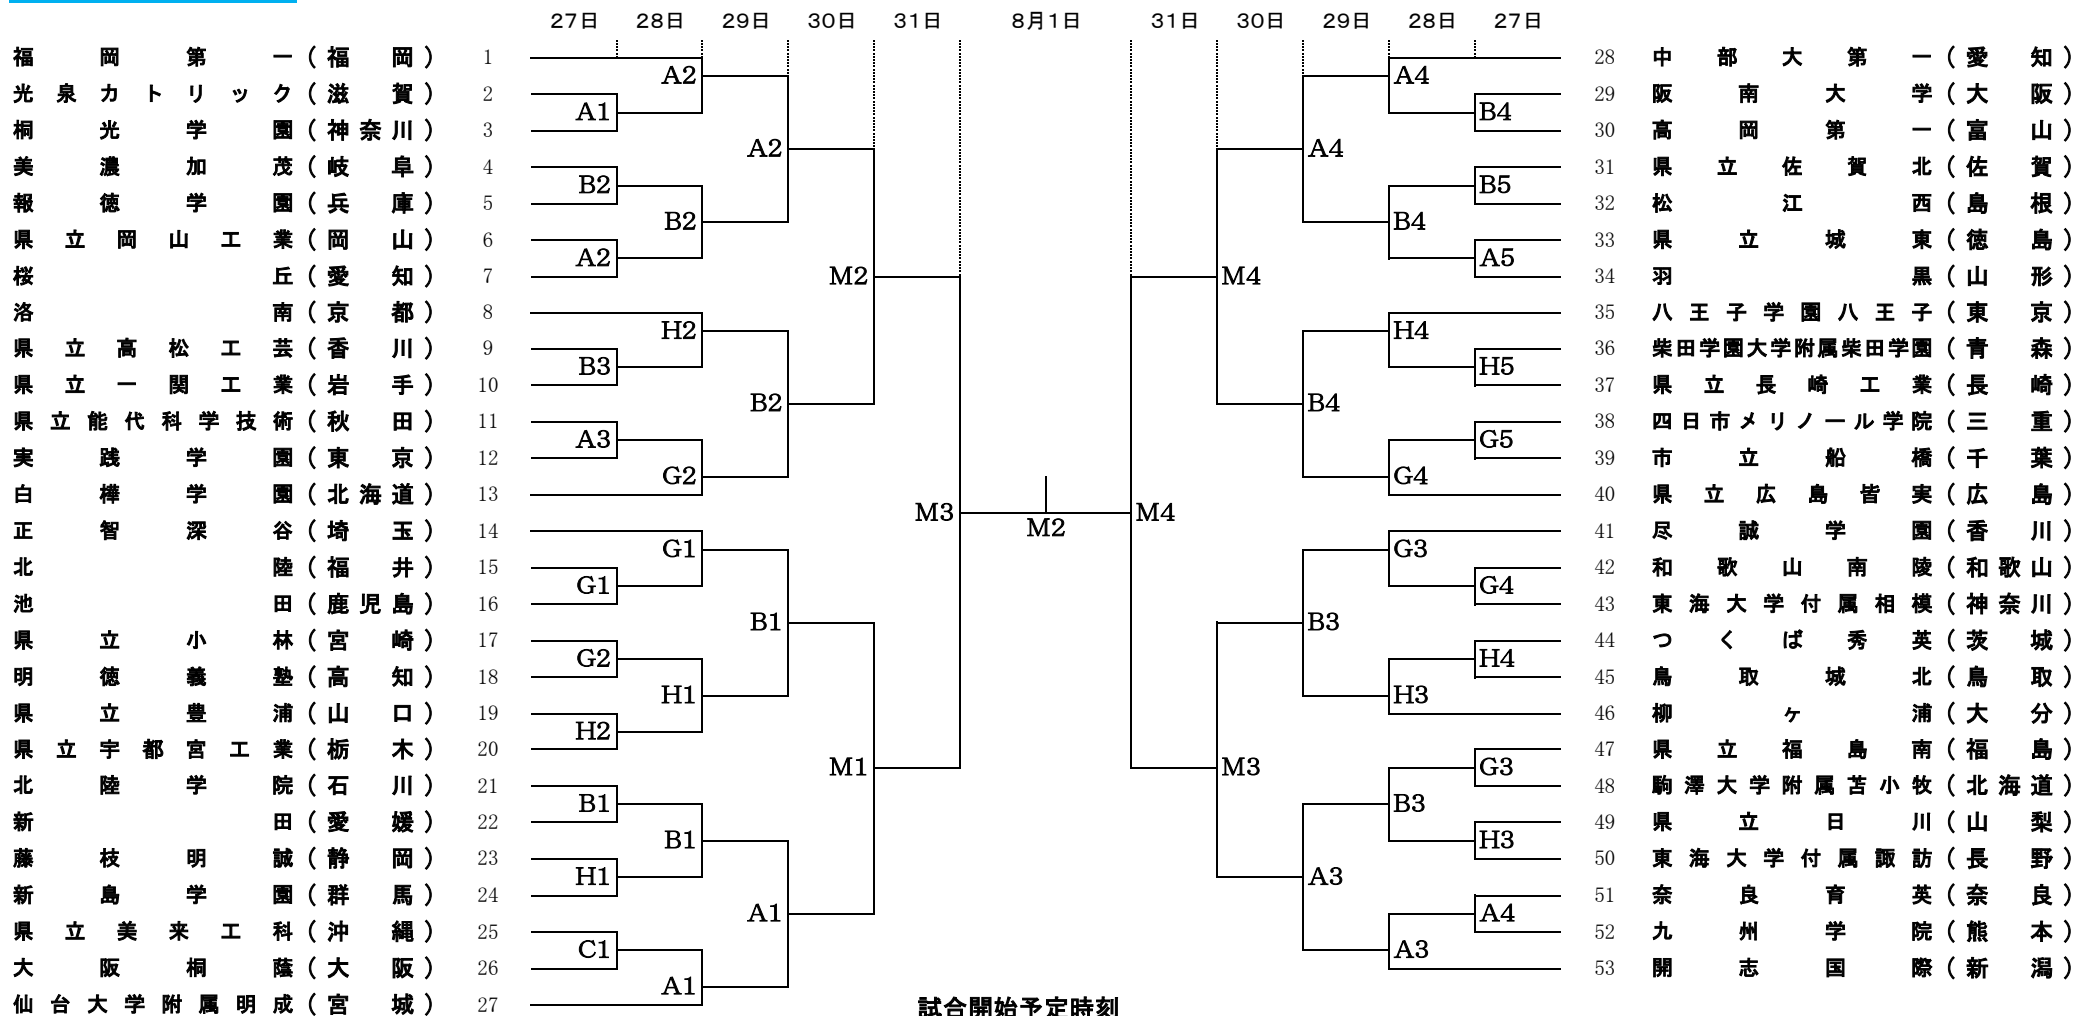 27日 28日 29日 30日 31日 8月1日 31日 30日 29日 28日 27日
福岡第一(福岡) 1 28 中部大第一(愛知)
A2 A4
光泉カトリック(滋賀) 2 29 阪南大学(大阪)
A1 B4
桐光学園(神奈川) 3 30 高岡第一(富山)
A2 A4
美濃加茂(岐阜) 4 31 県立佐賀北(佐賀)
B2 B5
報徳学園(兵庫) 5 32 松江西(島根)
B2 B4
県立岡山工業(岡山) 6 33 県立城東(徳島)
A2 A5
桜丘(愛知) 7 34 羽黒(山形)
M2 M4
洛南(京都) 8 35 八王子学園八王子(東京)
H2 H4
県立高松工芸(香川) 9 36 柴田学園大学附属柴田学園(青森)
B3 H5
県立一関工業(岩手) 10 37 県立長崎工業(長崎)
B2 B4
県立能代科学技術(秋田) 11 38 四日市メリノール学院(三重)
A3 G5
実践学園(東京) 12 39 市立船橋(千葉)
G2 G4
白樺学園(北海道) 13 40 県立広島皆実(広島)
M3 M2 M4
正智深谷(埼玉) 14 41 尽誠学園(香川)
G1 G3
北陸(福井) 15 42 和歌山南陵(和歌山)
G1 G4
池田(鹿児島) 16 43 東海大学付属相模(神奈川)
B1 B3
県立小林(宮崎) 17 44 つくば秀英(茨城)
G2 H4
明徳義塾(高知) 18 45 鳥取城北(鳥取)
H1 H3
県立豊浦(山口) 19 46 柳ヶ浦(大分)
H2
県立宇都宮工業(栃木) 20 47 県立福島南(福島)
M1 G3 M3
北陸学院(石川) 21 48 駒澤大学附属苫小牧(北海道)
B1 B3
新田(愛媛) 22 49 県立日川(山梨)
B1 H3
藤枝明誠(静岡) 23 50 東海大学付属諏訪(長野)
H1 A3
新島学園(群馬) 24 51 奈良育英(奈良)
A1 A4
県立美来工科(沖縄) 25 52 九州学院(熊本)
C1 A3
大阪桐蔭(大阪) 26 53 開志国際(新潟)
A1
仙台大学附属明成(宮城) 27
試合開始予定時刻